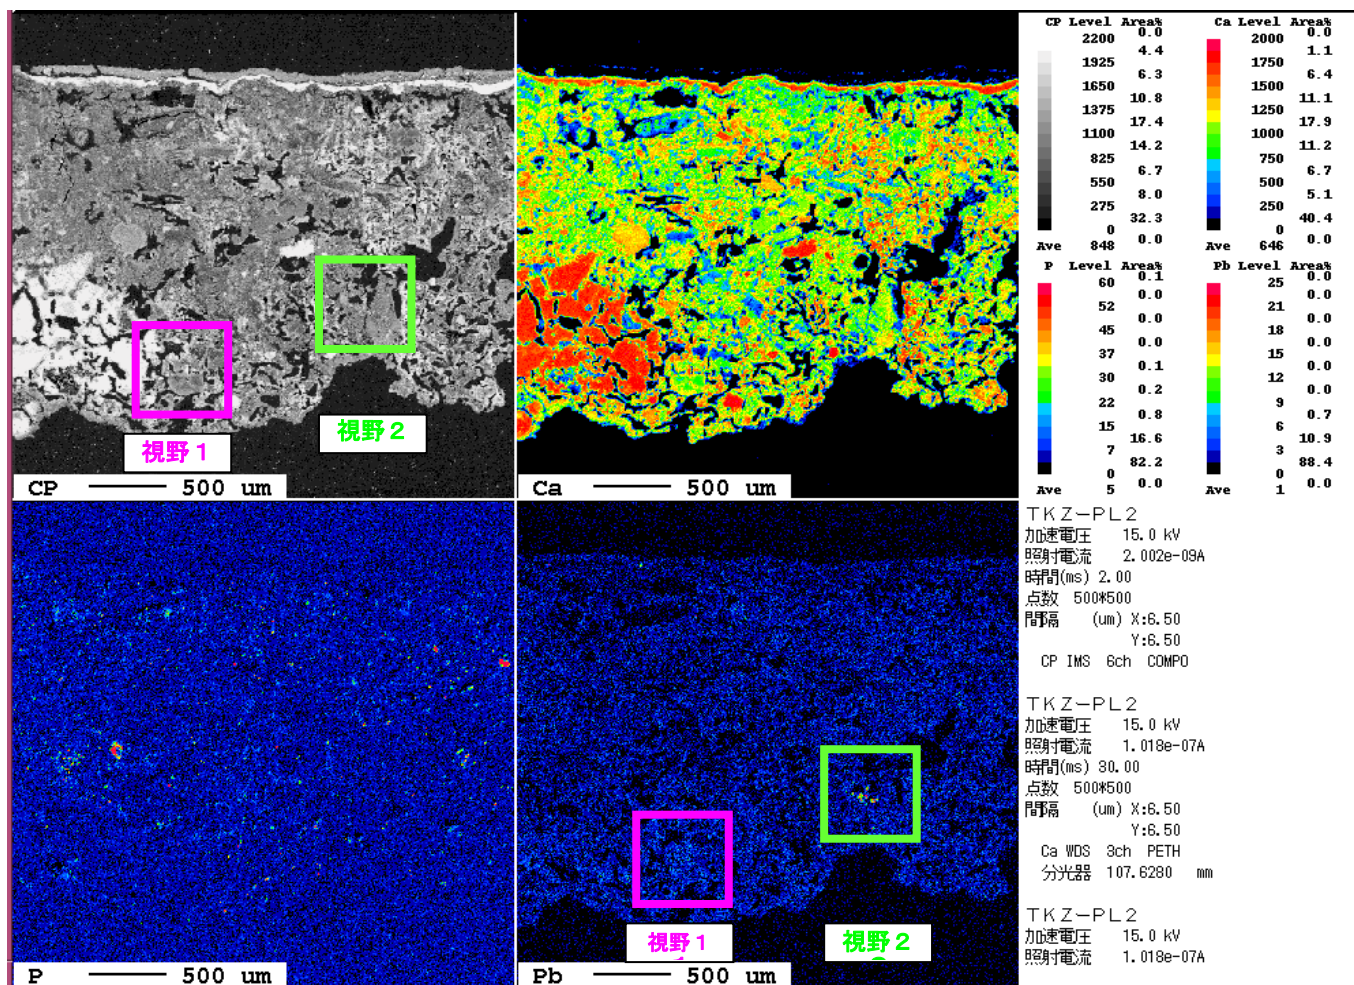 CP Level Area%
0.0
2200
4.4
1925
6.3
1650
10.8
1375
17.4
1100
14.2
825
6.7
550
8.0
275
32.3
0
0.0
Ave 848
Ca Level Area%
0.0
2000
1.1
1750
6.4
1500
11.1
1250
17.9
1000
11.2
750
6.7
500
5.1
250
40.4
0
0.0
Ave 646
P Level Area%
0.1
60
0.0
52
0.0
45
0.0
37
0.1
30
0.2
22
0.8
15
16.6
7
82.2
0
0.0
Ave 5
Pb Level Area%
0.0
25
0.0
21
0.0
18
0.0
15
0.0
12
0.0
9
0.7
6
10.9
3
88.4
0
0.0
Ave 1
視野1
視野2
CP 500 um
Ca 500 um
視野1
視野2
P 500 um
Pb 500 um
TKZ-PL2
加速電圧 15.0 kV
照射電流 2.002e-09A
時間(ms) 2.00
点数 500*500
間隔 (um) X:6.50
Y:6.50
CP IMS 6ch COMPO
TKZ-PL2
加速電圧 15.0 kV
照射電流 1.018e-07A
時間(ms) 30.00
点数 500*500
間隔 (um) X:6.50
Y:6.50
Ca WDS 3ch PETH
分光器 107.6280 mm
TKZ-PL2
加速電圧 15.0 kV
照射電流 1.018e-07A